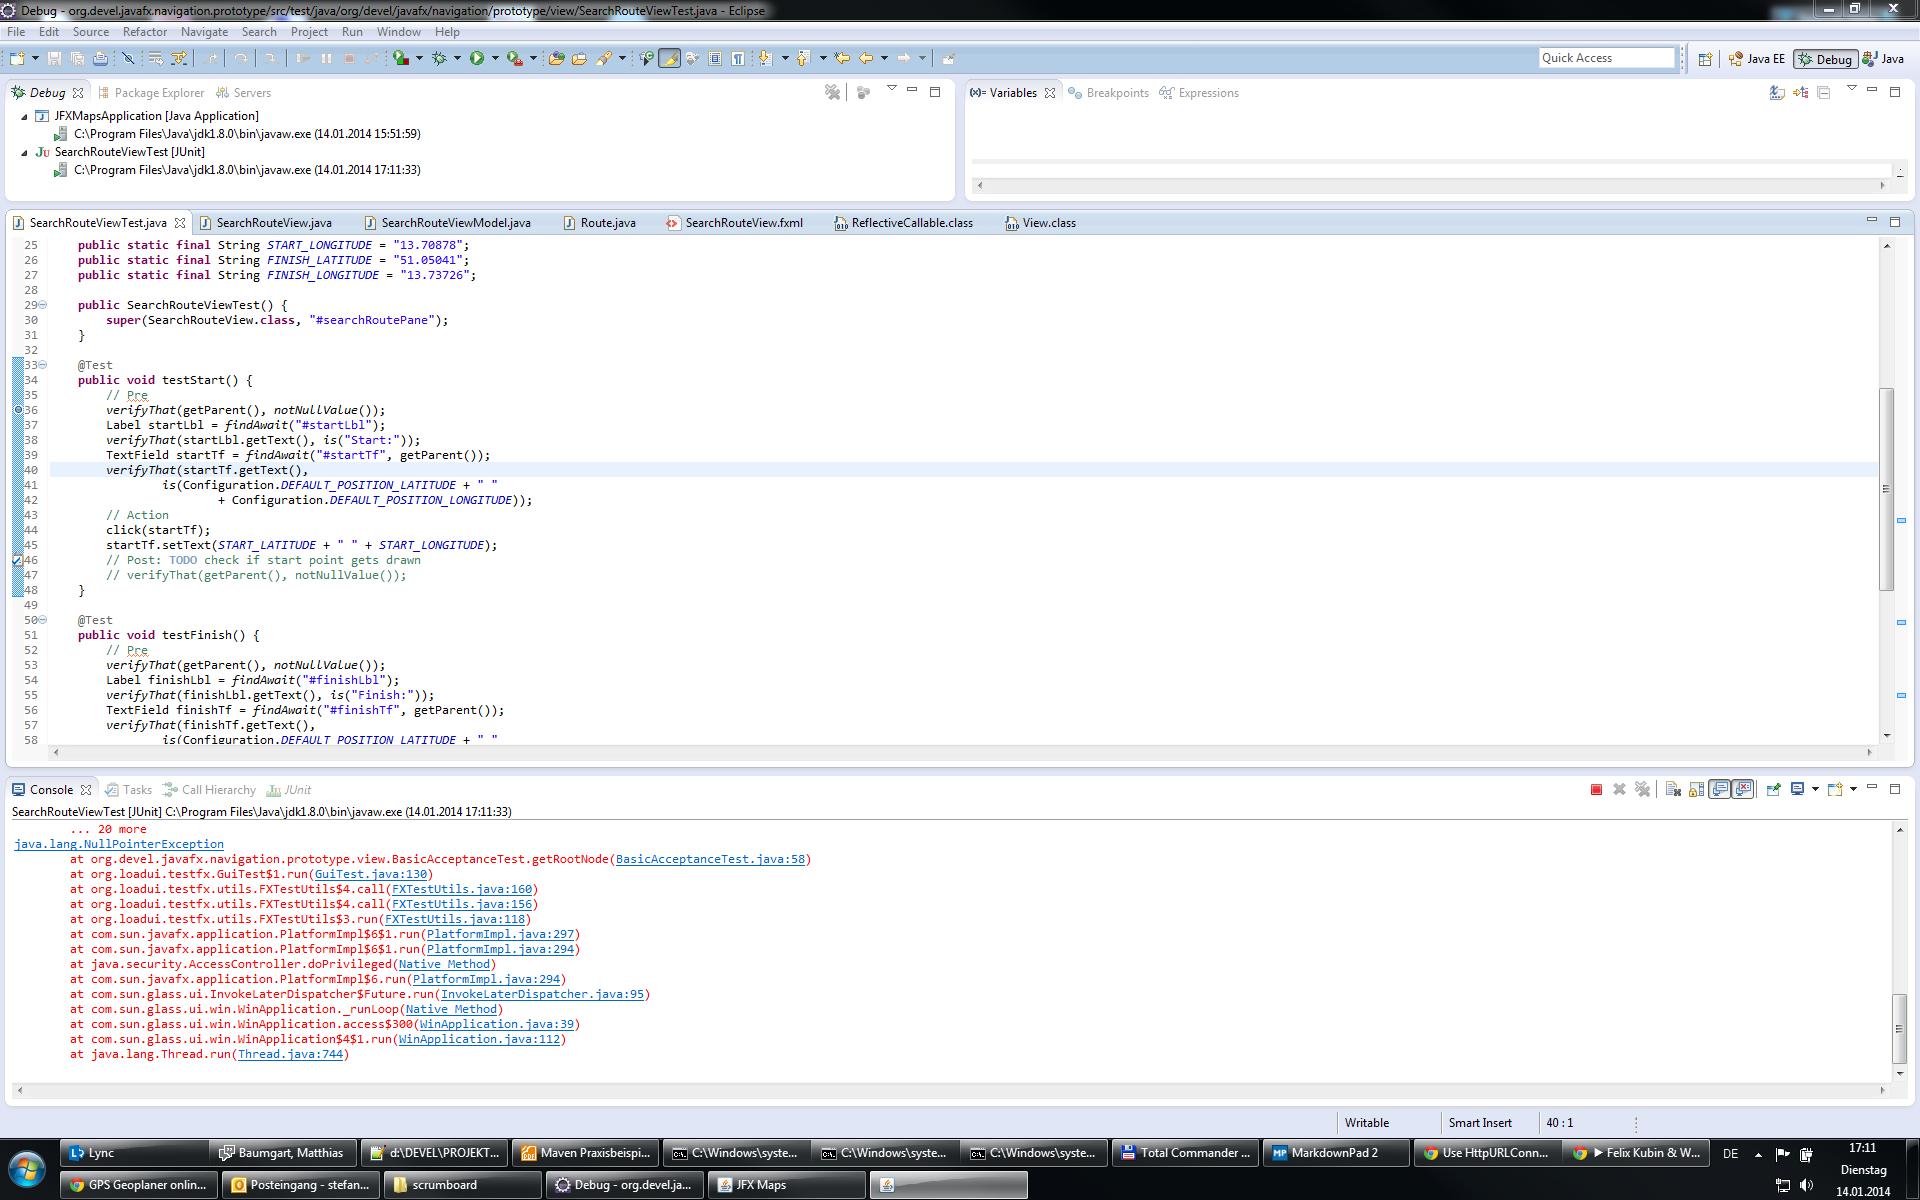 Debug - org.devel.javafx.navigation.prototype/src/test/java/org/devel/javafx/navigation/prototype/view/SearchRouteViewTest.java - Eclipse
File Edit Source Refactor Navigate Search Project Run Window Help
Quick Access
Java EE Debug Java
Debug Package Explorer Servers
JFXMapsApplication [Java Application]
C:\Program Files\Java\jdk1.8.0\bin\javaw.exe (14.01.2014 15:51:59)
SearchRouteViewTest [JUnit]
C:\Program Files\Java\jdk1.8.0\bin\javaw.exe (14.01.2014 17:11:33)
(x)= Variables Breakpoints Expressions
SearchRouteViewTest.java SearchRouteView.java SearchRouteViewModel.java Route.java SearchRouteView.fxml ReflectiveCallable.class View.class
25 public static final String START_LONGITUDE = "13.70878";
26 public static final String FINISH_LATITUDE = "51.05041";
27 public static final String FINISH_LONGITUDE = "13.73726";
28
29 public SearchRouteViewTest() {
30 super(SearchRouteView.class, "#searchRoutePane");
31 }
32
33 @Test
34 public void testStart() {
35 // Pre
36 verifyThat(getParent(), notNullValue());
37 Label startLbl = findAwait("#startLbl");
38 verifyThat(startLbl.getText(), is("Start:"));
39 TextField startTf = findAwait("#startTf", getParent());
40 verifyThat(startTf.getText(),
41 is(Configuration.DEFAULT_POSITION_LATITUDE + " "
42 + Configuration.DEFAULT_POSITION_LONGITUDE));
43 // Action
44 click(startTf);
45 startTf.setText(START_LATITUDE + " " + START_LONGITUDE);
46 // Post: TODO check if start point gets drawn
47 // verifyThat(getParent(), notNullValue());
48 }
49
50 @Test
51 public void testFinish() {
52 // Pre
53 verifyThat(getParent(), notNullValue());
54 Label finishLbl = findAwait("#finishLbl");
55 verifyThat(finishLbl.getText(), is("Finish:"));
56 TextField finishTf = findAwait("#finishTf", getParent());
57 verifyThat(finishTf.getText(),
58 is(Configuration.DEFAULT_POSITION_LATITUDE + " "
Console Tasks Call Hierarchy JUnit
SearchRouteViewTest [JUnit] C:\Program Files\Java\jdk1.8.0\bin\javaw.exe (14.01.2014 17:11:33)
... 20 more
java.lang.NullPointerException
at org.devel.javafx.navigation.prototype.view.BasicAcceptanceTest.getRootNode(BasicAcceptanceTest.java:58)
at org.loadui.testfx.GuiTest$1.run(GuiTest.java:130)
at org.loadui.testfx.utils.FXTestUtils$4.call(FXTestUtils.java:160)
at org.loadui.testfx.utils.FXTestUtils$4.call(FXTestUtils.java:156)
at org.loadui.testfx.utils.FXTestUtils$3.run(FXTestUtils.java:118)
at com.sun.javafx.application.PlatformImpl$6$1.run(PlatformImpl.java:297)
at com.sun.javafx.application.PlatformImpl$6$1.run(PlatformImpl.java:294)
at java.security.AccessController.doPrivileged(Native Method)
at com.sun.javafx.application.PlatformImpl$6.run(PlatformImpl.java:294)
at com.sun.glass.ui.InvokeLaterDispatcher$Future.run(InvokeLaterDispatcher.java:95)
at com.sun.glass.ui.win.WinApplication._runLoop(Native Method)
at com.sun.glass.ui.win.WinApplication.access$300(WinApplication.java:39)
at com.sun.glass.ui.win.WinApplication$4$1.run(WinApplication.java:112)
at java.lang.Thread.run(Thread.java:744)
Writable Smart Insert 40 : 1
Lync Baumgart, Matthias d:\DEVEL\PROJEKT... Maven Praxisbeispi... C:\Windows\syste... C:\Windows\syste... C:\Windows\syste... Total Commander ... MarkdownPad 2 Use HttpURLConn... Felix Kubin & W... DE 17:11
Dienstag
GPS Geoplaner onlin... Posteingang - stefan... scrumboard Debug - org.devel.ja... JFX Maps 14.01.2014